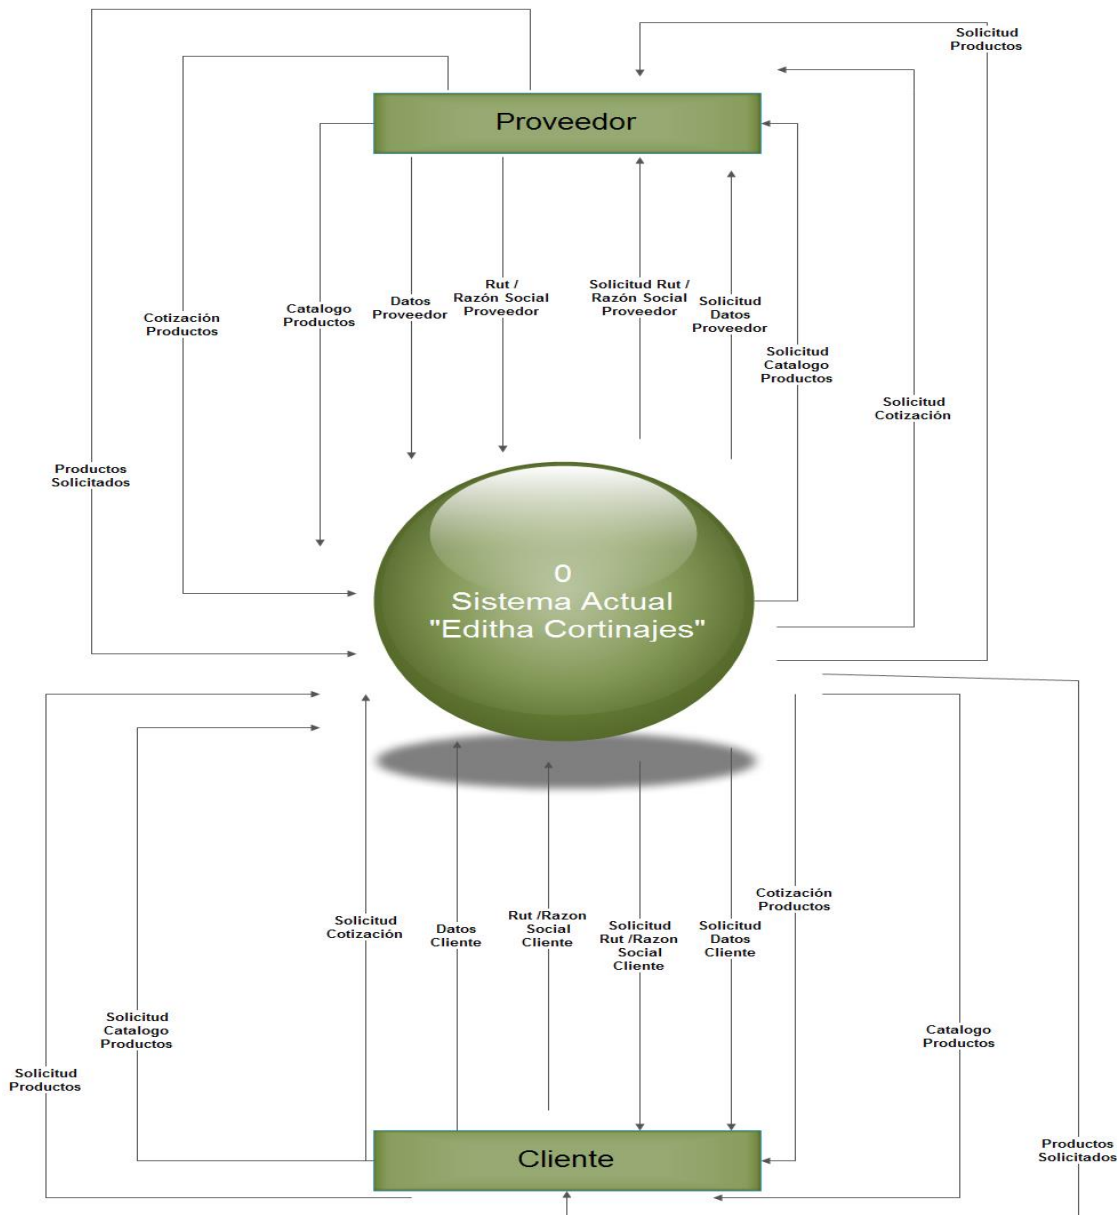 Solicitud
Productos
Proveedor
Rut /
Razón Social
Proveedor
Solicitud Rut /
Razón Social
Proveedor
Datos
Proveedor
Solicitud
Datos
Proveedor
Catalogo
Productos
Cotización
Productos
Solicitud
Catalogo
Productos
Solicitud
Cotización
Productos
Solicitados
0
Sistema Actual
"Editha Cortinajes"
Cotización
Productos
Solicitud
Cotización
Datos
Cliente
Rut /Razon
Social
Cliente
Solicitud
Rut /Razon
Social
Cliente
Solicitud
Datos
Cliente
Solicitud
Catalogo
Productos
Catalogo
Productos
Solicitud
Productos
Cliente
Productos
Solicitados